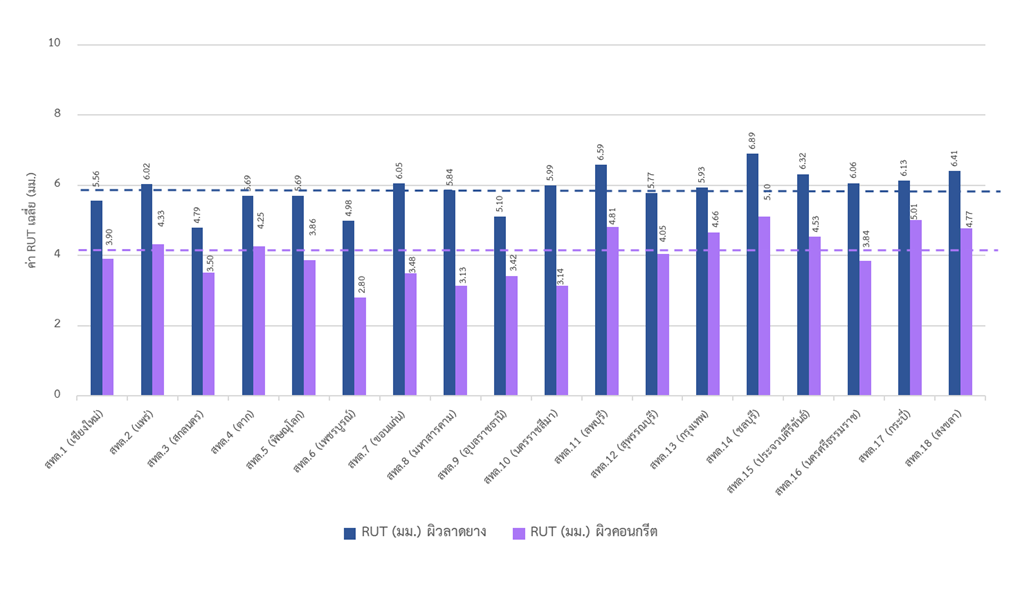 ค่า RUT เฉลี่ย (มม.)
10
8
6
4
2
0
5.56
3.90
6.02
4.33
4.79
3.50
5.69
4.25
5.69
3.86
4.98
2.80
6.05
3.48
5.84
3.13
5.10
3.42
5.99
3.14
6.59
4.81
5.77
4.05
5.93
4.66
6.89
5.10
6.32
4.53
6.06
3.84
6.13
5.01
6.41
4.77
สทล.1 (เชียงใหม่)
สทล.2 (แพร่)
สทล.3 (สกลนคร)
สทล.4 (ตาก)
สทล.5 (พิษณุโลก)
สทล.6 (เพชรบูรณ์)
สทล.7 (ขอนแก่น)
สทล.8 (มหาสารคาม)
สทล.9 (อุบลราชธานี)
สทล.10 (นครราชสีมา)
สทล.11 (ลพบุรี)
สทล.12 (สุพรรณบุรี)
สทล.13 (กรุงเทพ)
สทล.14 (ชลบุรี)
สทล.15 (ประจวบคีรีขันธ์)
สทล.16 (นครศรีธรรมราช)
สทล.17 (กระบี่)
สทล.18 (สงขลา)
RUT (มม.) ผิวลาดยาง
RUT (มม.) ผิวคอนกรีต